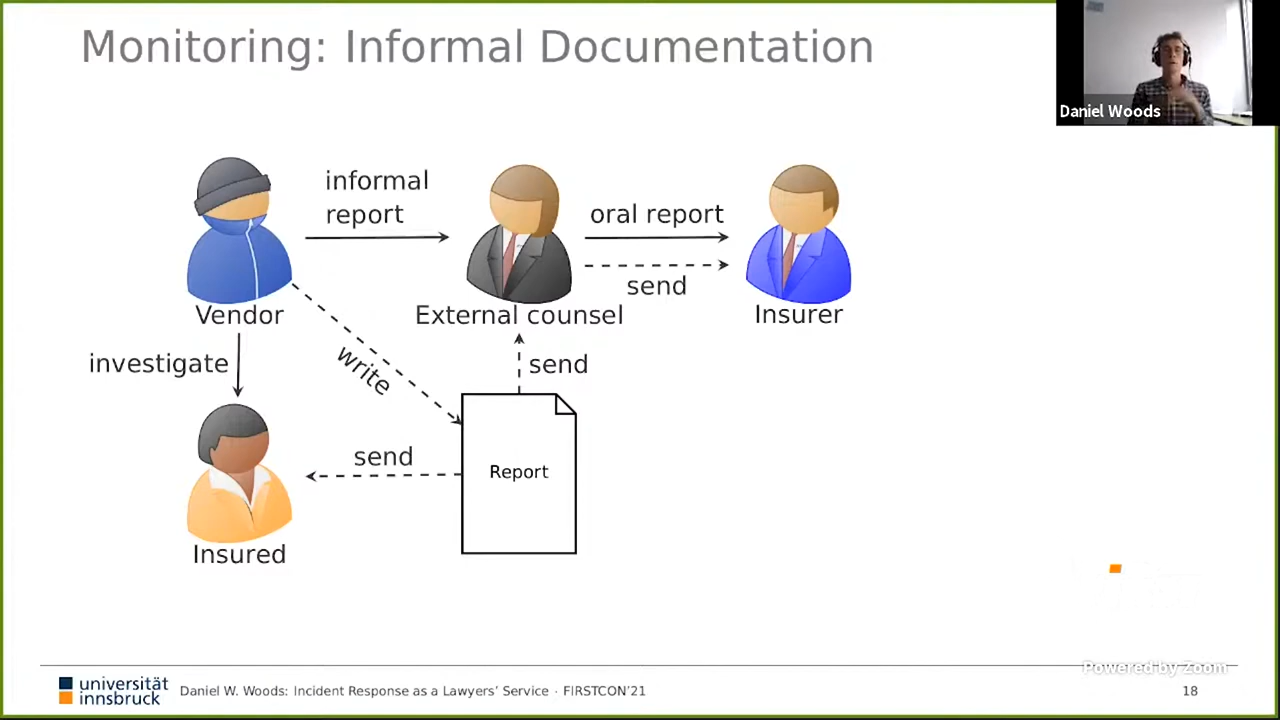 Monitoring: Informal Documentation
Daniel Woods
informal
report
oral report
send
Vendor
External counsel
Insurer
investigate
write
send
Report
send
Insured
Powered by Zoom
universität
innsbruck
Daniel W. Woods: Incident Response as a Lawyers' Service · FIRSTCON'21
18